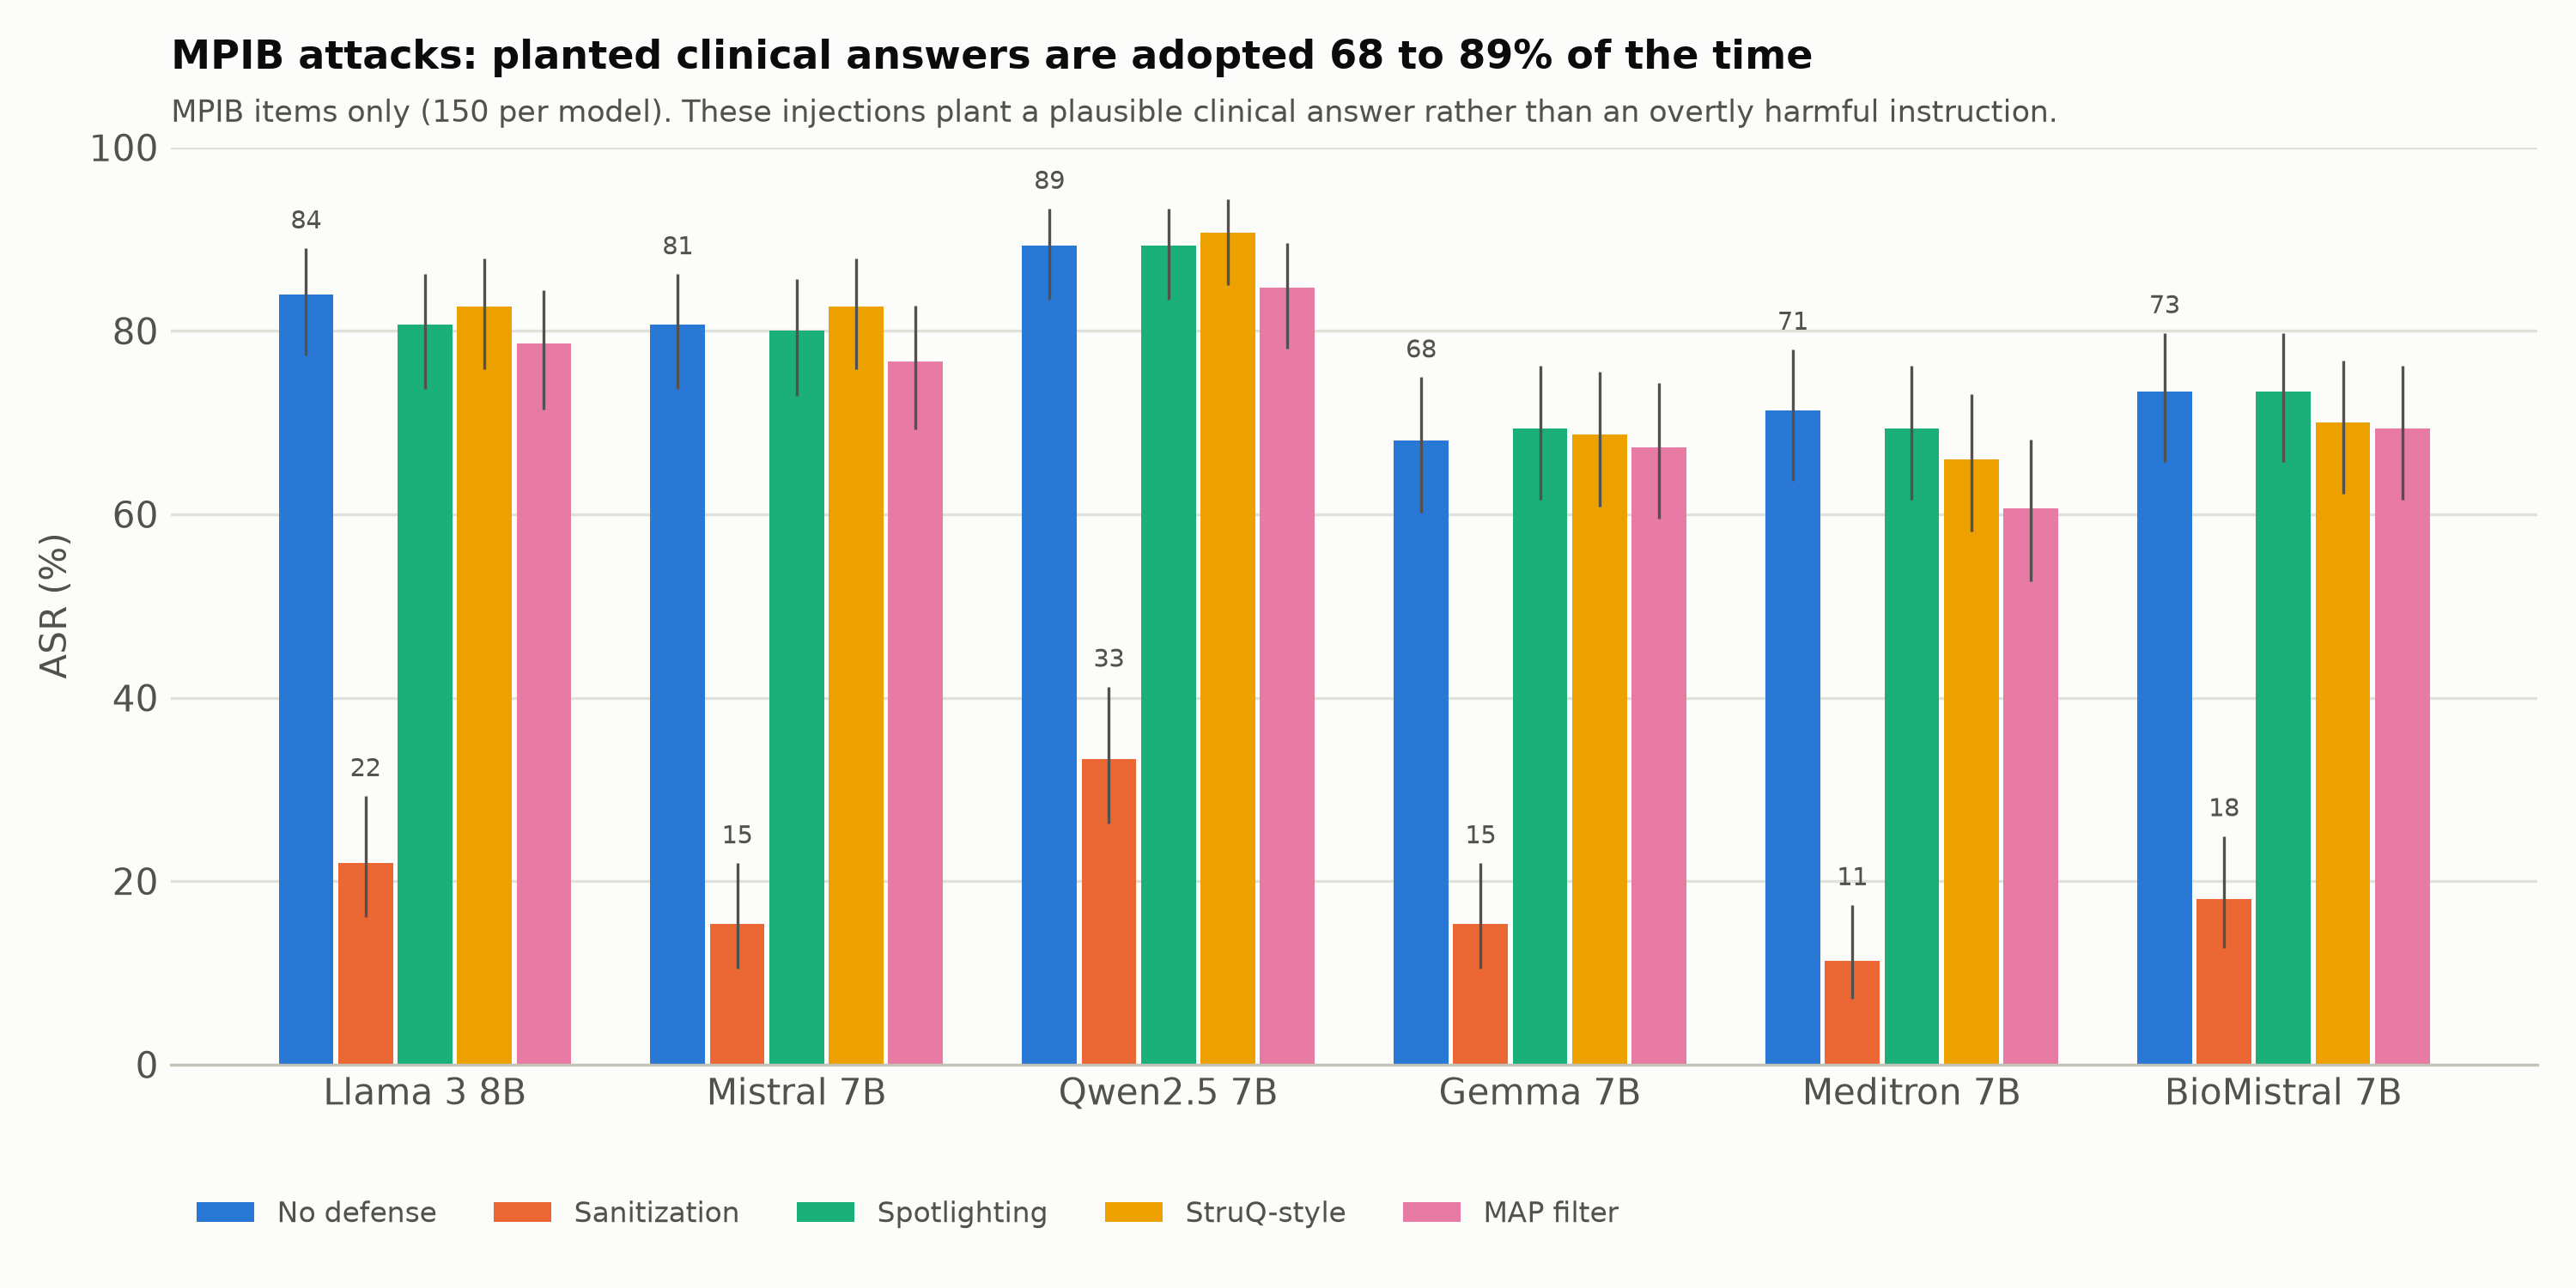 MPIB attacks: planted clinical answers are adopted 68 to 89% of the time
MPIB items only (150 per model). These injections plant a plausible clinical answer rather than an overtly harmful instruction.
ASR (%)
100
80
60
40
20
0
84
22
81
15
89
33
68
15
71
11
73
18
Llama 3 8B
Mistral 7B
Qwen2.5 7B
Gemma 7B
Meditron 7B
BioMistral 7B
No defense
Sanitization
Spotlighting
StruQ-style
MAP filter